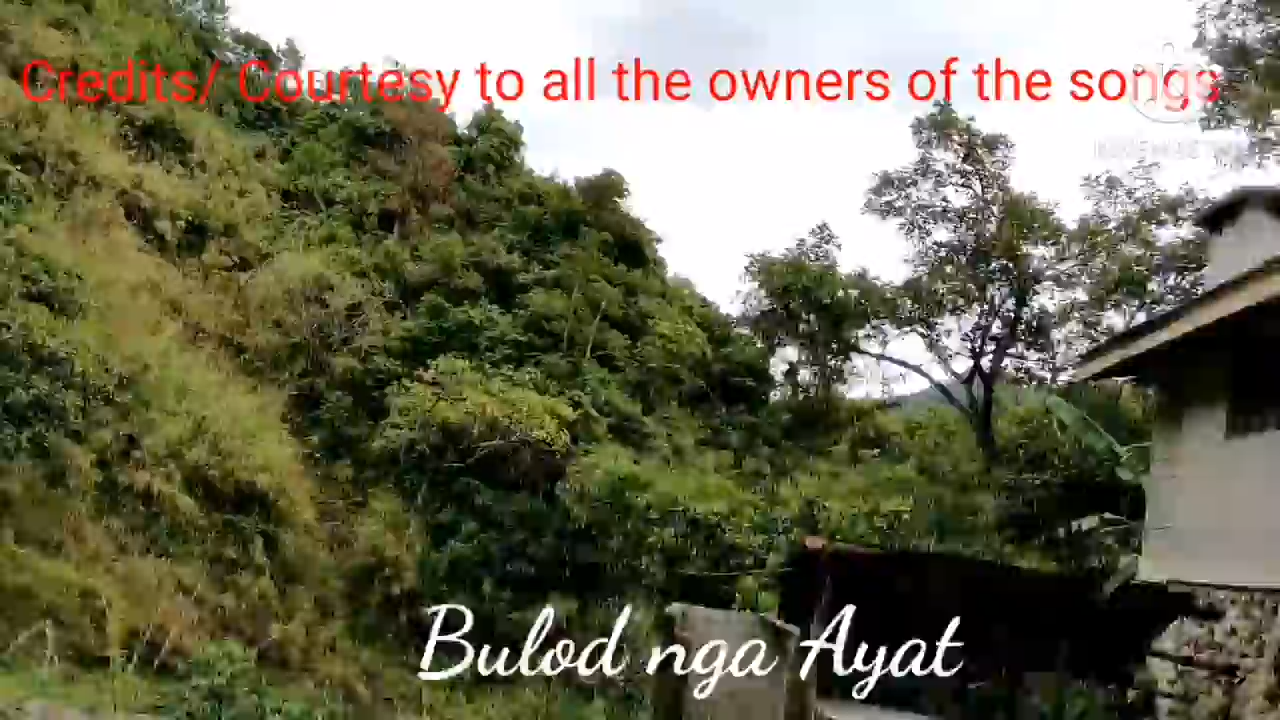 Credits/ Courtesy to all the owners of the songs
Bulod nga Ayat